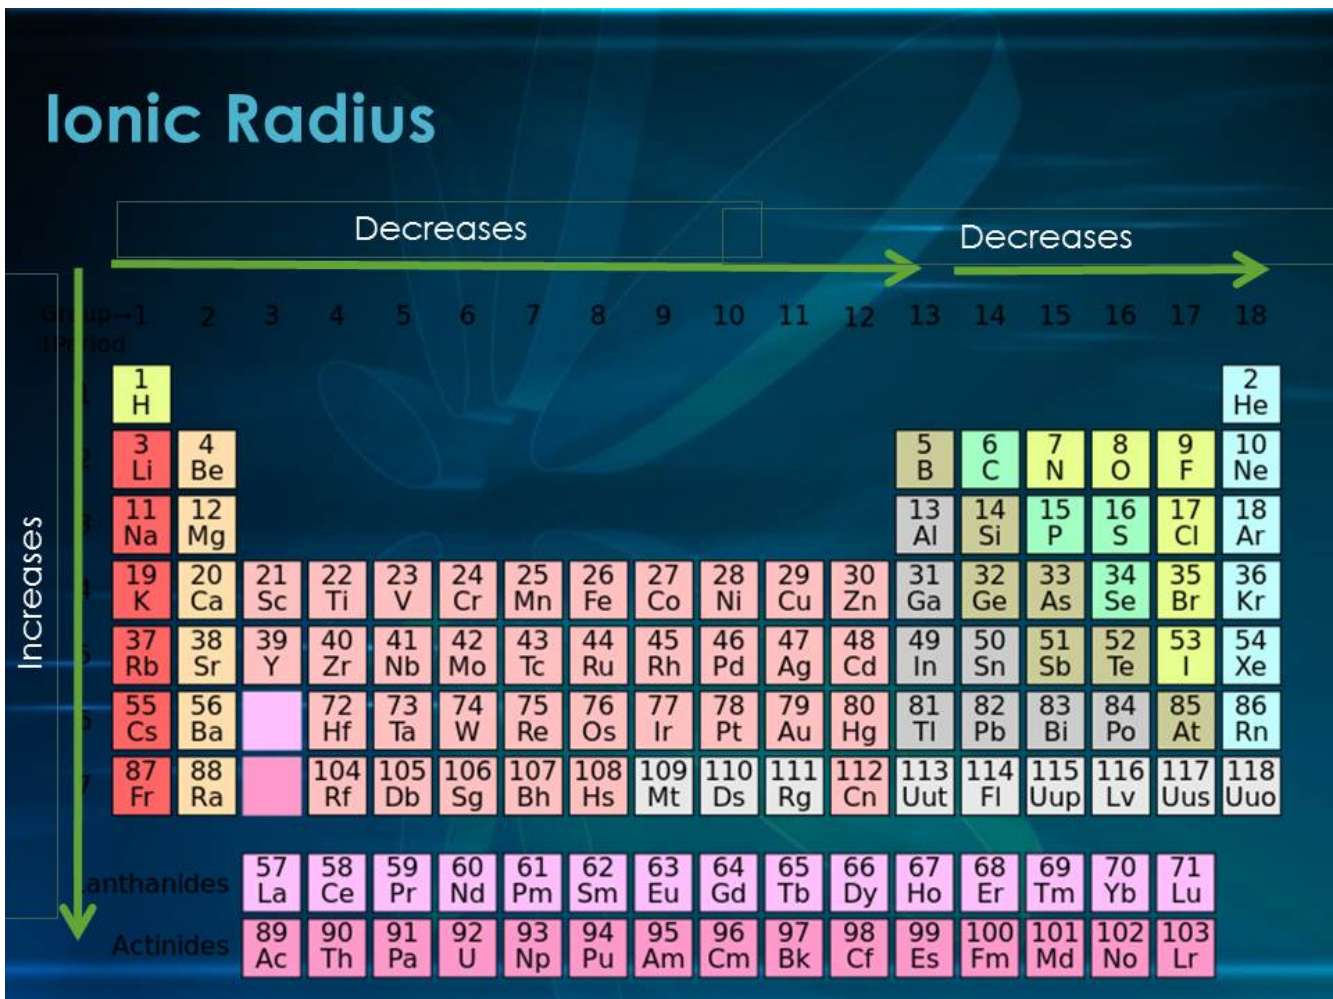 Ionic Radius
Decreases Decreases
Increases
Group→1 2 3 4 5 6 7 8 9 10 11 12 13 14 15 16 17 18
Period
1 2
H He
3 4 5 6 7 8 9 10
Li Be B C N O F Ne
11 12 13 14 15 16 17 18
Na Mg Al Si P S Cl Ar
19 20 21 22 23 24 25 26 27 28 29 30 31 32 33 34 35 36
K Ca Sc Ti V Cr Mn Fe Co Ni Cu Zn Ga Ge As Se Br Kr
37 38 39 40 41 42 43 44 45 46 47 48 49 50 51 52 53 54
Rb Sr Y Zr Nb Mo Tc Ru Rh Pd Ag Cd In Sn Sb Te I Xe
55 56 72 73 74 75 76 77 78 79 80 81 82 83 84 85 86
Cs Ba Hf Ta W Re Os Ir Pt Au Hg Tl Pb Bi Po At Rn
87 88 104 105 106 107 108 109 110 111 112 113 114 115 116 117 118
Fr Ra Rf Db Sg Bh Hs Mt Ds Rg Cn Uut Fl Uup Lv Uus Uuo
57 58 59 60 61 62 63 64 65 66 67 68 69 70 71
Lanthanides La Ce Pr Nd Pm Sm Eu Gd Tb Dy Ho Er Tm Yb Lu
89 90 91 92 93 94 95 96 97 98 99 100 101 102 103
Actinides Ac Th Pa U Np Pu Am Cm Bk Cf Es Fm Md No Lr